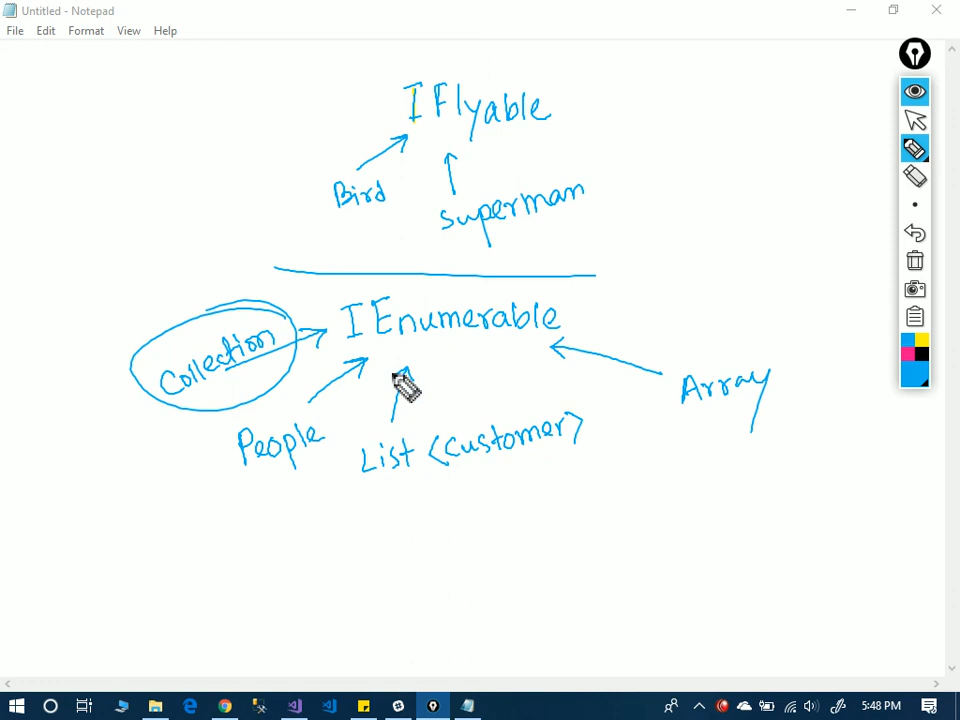 Untitled - Notepad
File Edit Format View Help
IFlyable
Bird
superman
IEnumerable
Collection
Array
People
List <customer>
5:48 PM